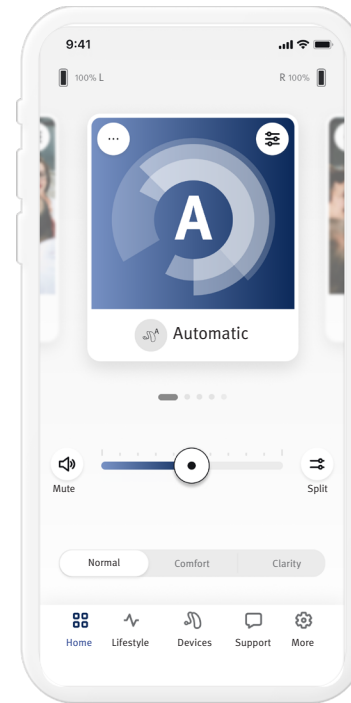 9:41
100% L R 100%
...
A
A Automatic
Mute Split
Normal Comfort Clarity
Home Lifestyle Devices Support More